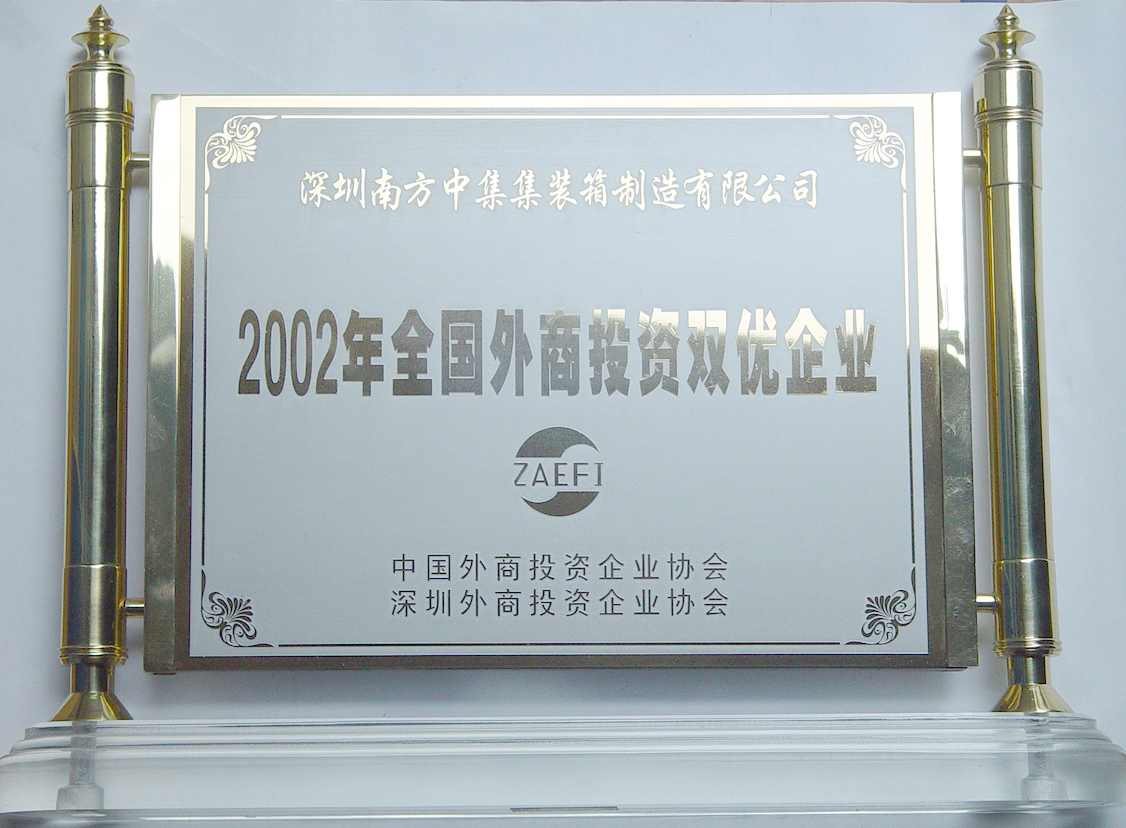 深圳南方中集集装箱制造有限公司
2002年全国外商投资双优企业
ZAEFI
中国外商投资企业协会
深圳外商投资企业协会